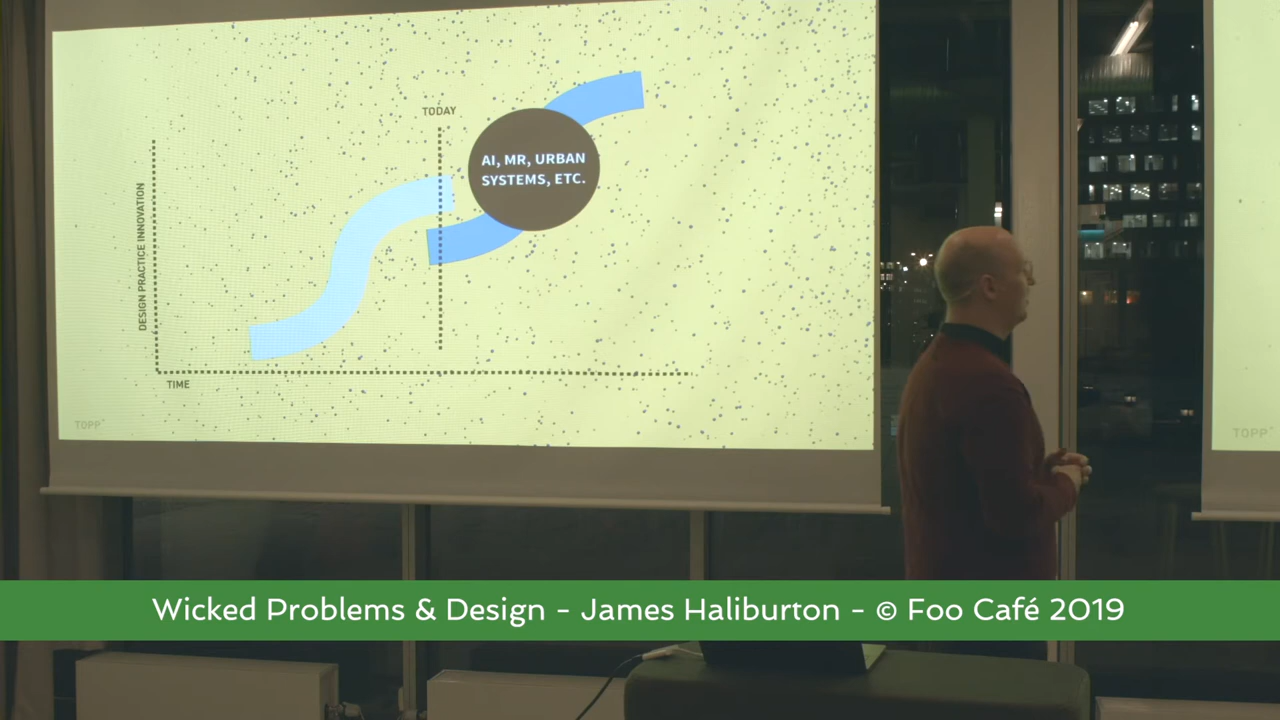 TODAY
AI, MR, URBAN
SYSTEMS, ETC.
DESIGN PRACTICE INNOVATION
TIME
TOPP
TOPP
Wicked Problems & Design - James Haliburton - © Foo Café 2019